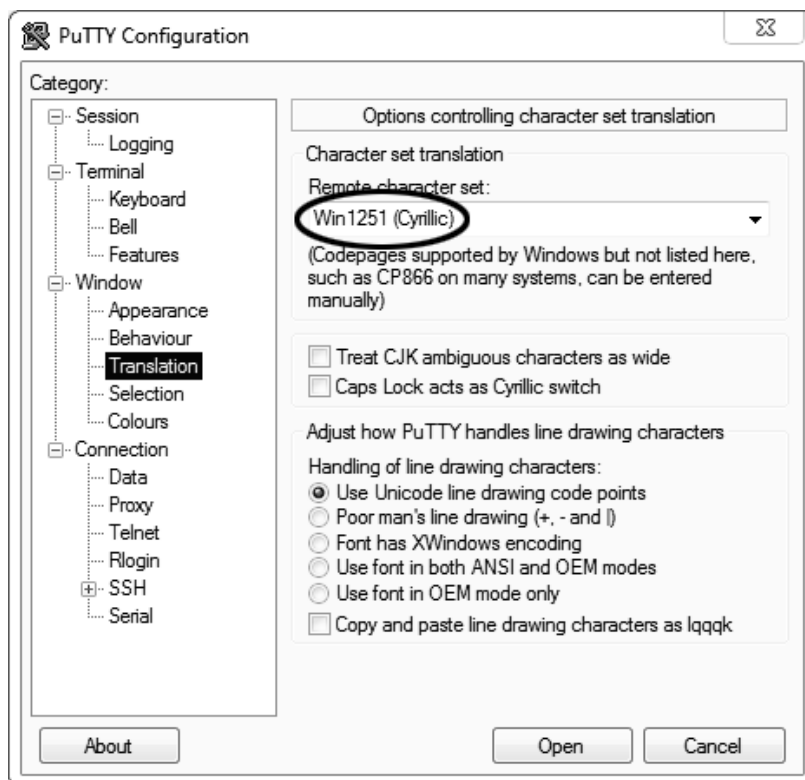 PuTTY Configuration
Category:
Session
Logging
Terminal
Keyboard
Bell
Features
Window
Appearance
Behaviour
Translation
Selection
Colours
Connection
Data
Proxy
Telnet
Rlogin
SSH
Serial
Options controlling character set translation
Character set translation
Remote character set:
Win1251 (Cyrillic)
(Codepages supported by Windows but not listed here,
such as CP866 on many systems, can be entered
manually)
Treat CJK ambiguous characters as wide
Caps Lock acts as Cyrillic switch
Adjust how PuTTY handles line drawing characters
Handling of line drawing characters:
Use Unicode line drawing code points
Poor man's line drawing (+, - and |)
Font has XWindows encoding
Use font in both ANSI and OEM modes
Use font in OEM mode only
Copy and paste line drawing characters as lqqqk
About
Open
Cancel